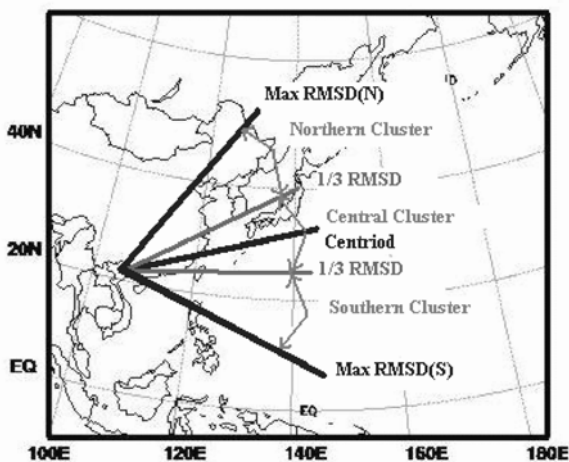 ID
Max RMSD(N)
40N
Northern Cluster
1/3 RMSD
Central Cluster
Centriod
20N
1/3 RMSD
Southern Cluster
EQ
Max RMSD(S)
EQ
100E 120E 140E 160E 180E